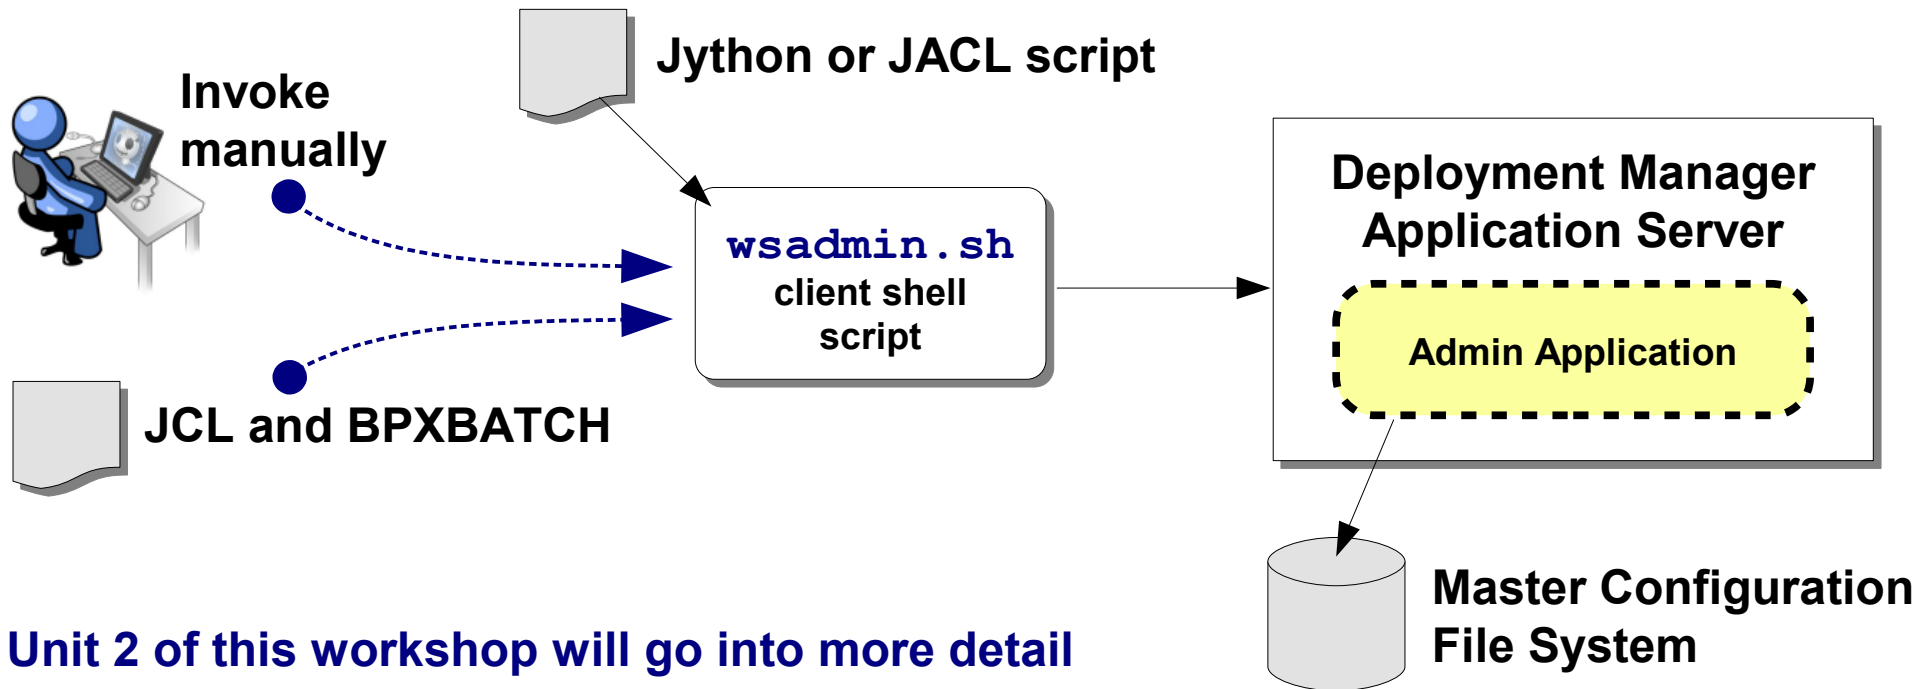 Jython or JACL script
Invoke
manually
Deployment Manager
Application Server
wsadmin.sh
client shell
script
Admin Application
JCL and BPXBATCH
Master Configuration
File System
Unit 2 of this workshop will go into more detail